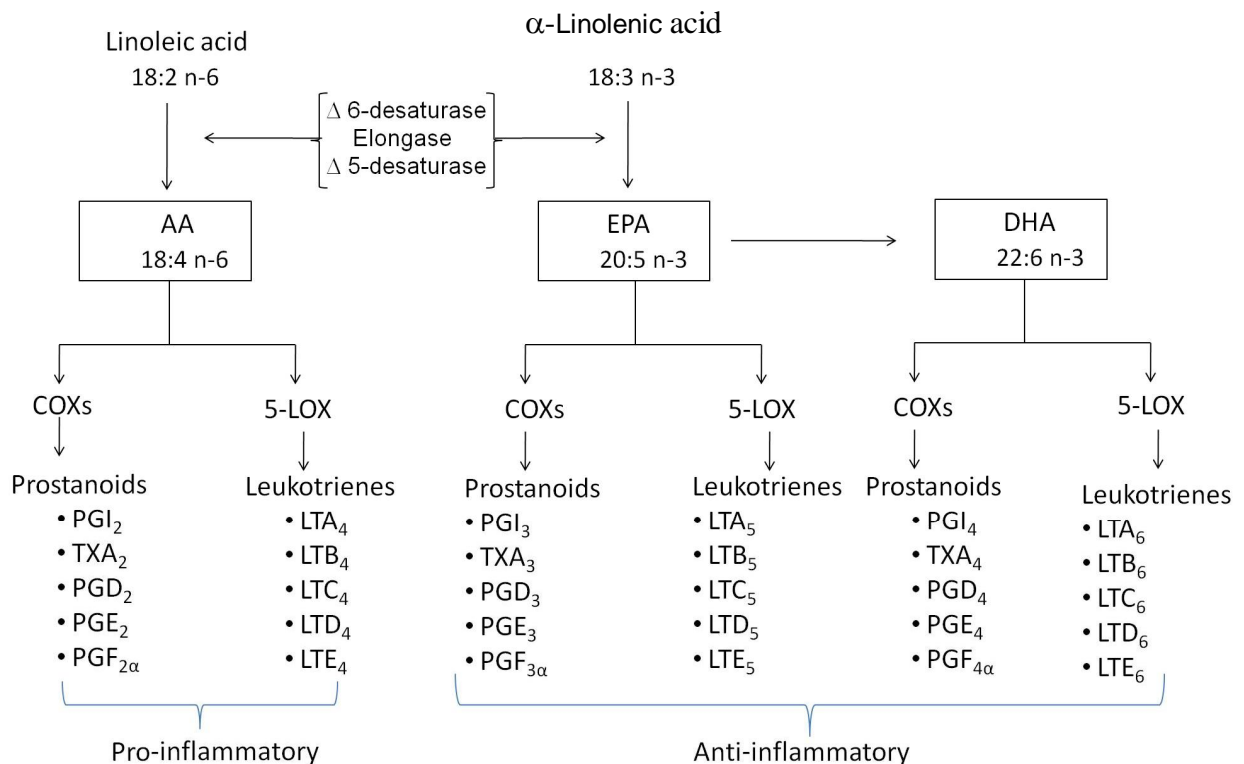 α-Linolenic acid
Linoleic acid
18:2 n-6
18:3 n-3
Δ 6-desaturase
Elongase
Δ 5-desaturase
AA
18:4 n-6
EPA
20:5 n-3
DHA
22:6 n-3
COXs
5-LOX
COXs
5-LOX
COXs
5-LOX
Prostanoids
• PGI₂
• TXA₂
• PGD₂
• PGE₂
• PGF₂α
Leukotrienes
• LTA₄
• LTB₄
• LTC₄
• LTD₄
• LTE₄
Prostanoids
• PGI₃
• TXA₃
• PGD₃
• PGE₃
• PGF₃α
Leukotrienes
• LTA₅
• LTB₅
• LTC₅
• LTD₅
• LTE₅
Prostanoids
• PGI₄
• TXA₄
• PGD₄
• PGE₄
• PGF₄α
Leukotrienes
• LTA₆
• LTB₆
• LTC₆
• LTD₆
• LTE₆
Pro-inflammatory
Anti-inflammatory